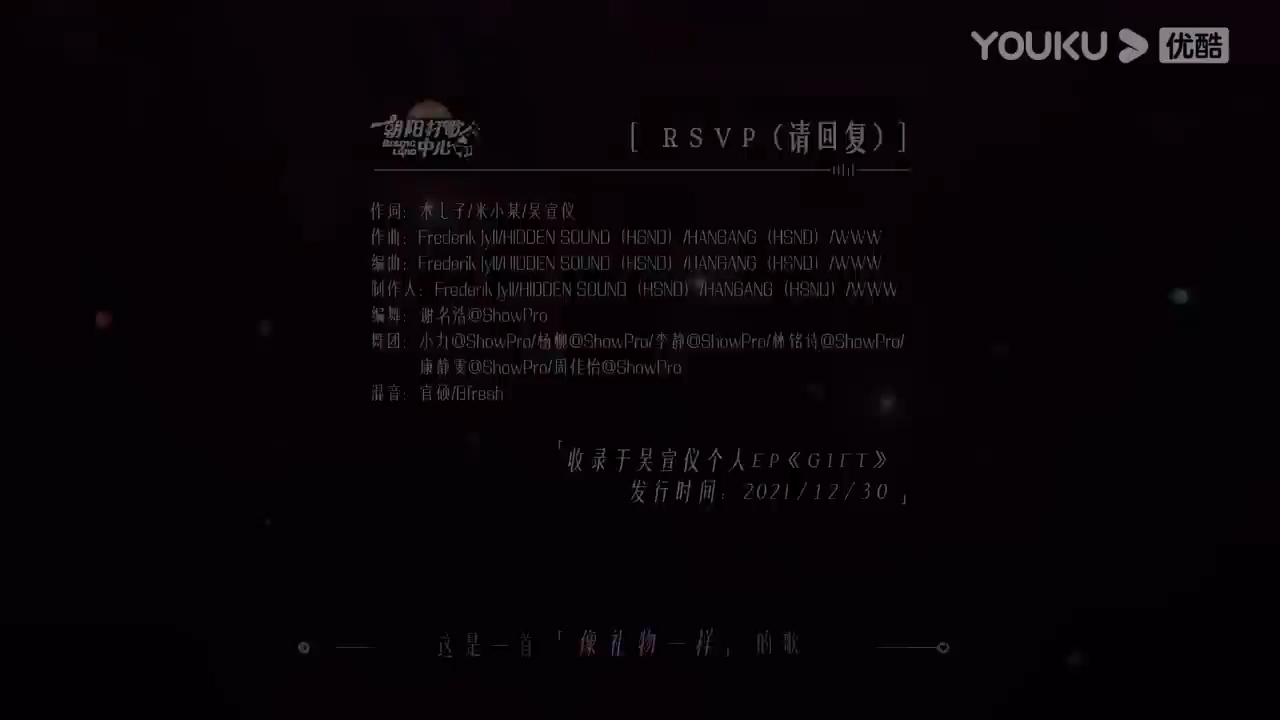 YOUKU 优酷
朝阳打歌中心
RISING LAND
[ RSVP(请回复) ]
作词: 木七子/米小某/吴宣仪
作曲: Frederik Jyll/HIDDEN SOUND (HSND) /HANGANG (HSND) /WWW
编曲: Frederik Jyll/HIDDEN SOUND (HSND) /HANGANG (HSND) /WWW
制作人: Frederik Jyll/HIDDEN SOUND (HSND) /HANGANG (HSND) /WWW
编舞: 谢名浩@ShowPro
舞团: 小九@ShowPro/杨柳@ShowPro/李静@ShowPro/林铭诗@ShowPro/
康静雯@ShowPro/周佳怡@ShowPro
混音: 官硕/Bfresh
「收录于吴宣仪个人EP《GIFT》
发行时间: 2021/12/30」
这是一首「像礼物一样」的歌